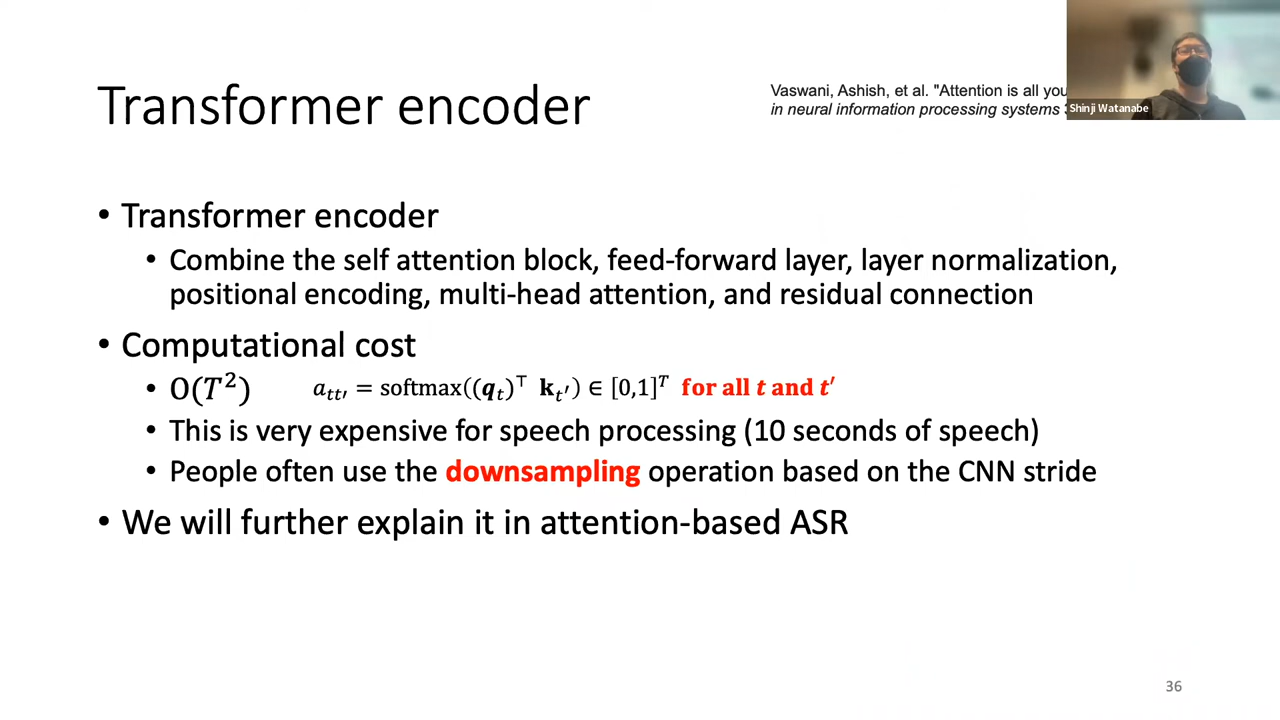 Transformer encoder
Vaswani, Ashish, et al. "Attention is all you
in neural information processing systems
Shinji Watanabe
• Transformer encoder
• Combine the self attention block, feed-forward layer, layer normalization,
positional encoding, multi-head attention, and residual connection
• Computational cost
• O(T²) aₜₜ′ = softmax((𝒒ₜ)ᵀ 𝐤ₜ′) ∈ [0,1]ᵀ for all t and t′
• This is very expensive for speech processing (10 seconds of speech)
• People often use the downsampling operation based on the CNN stride
• We will further explain it in attention-based ASR
36